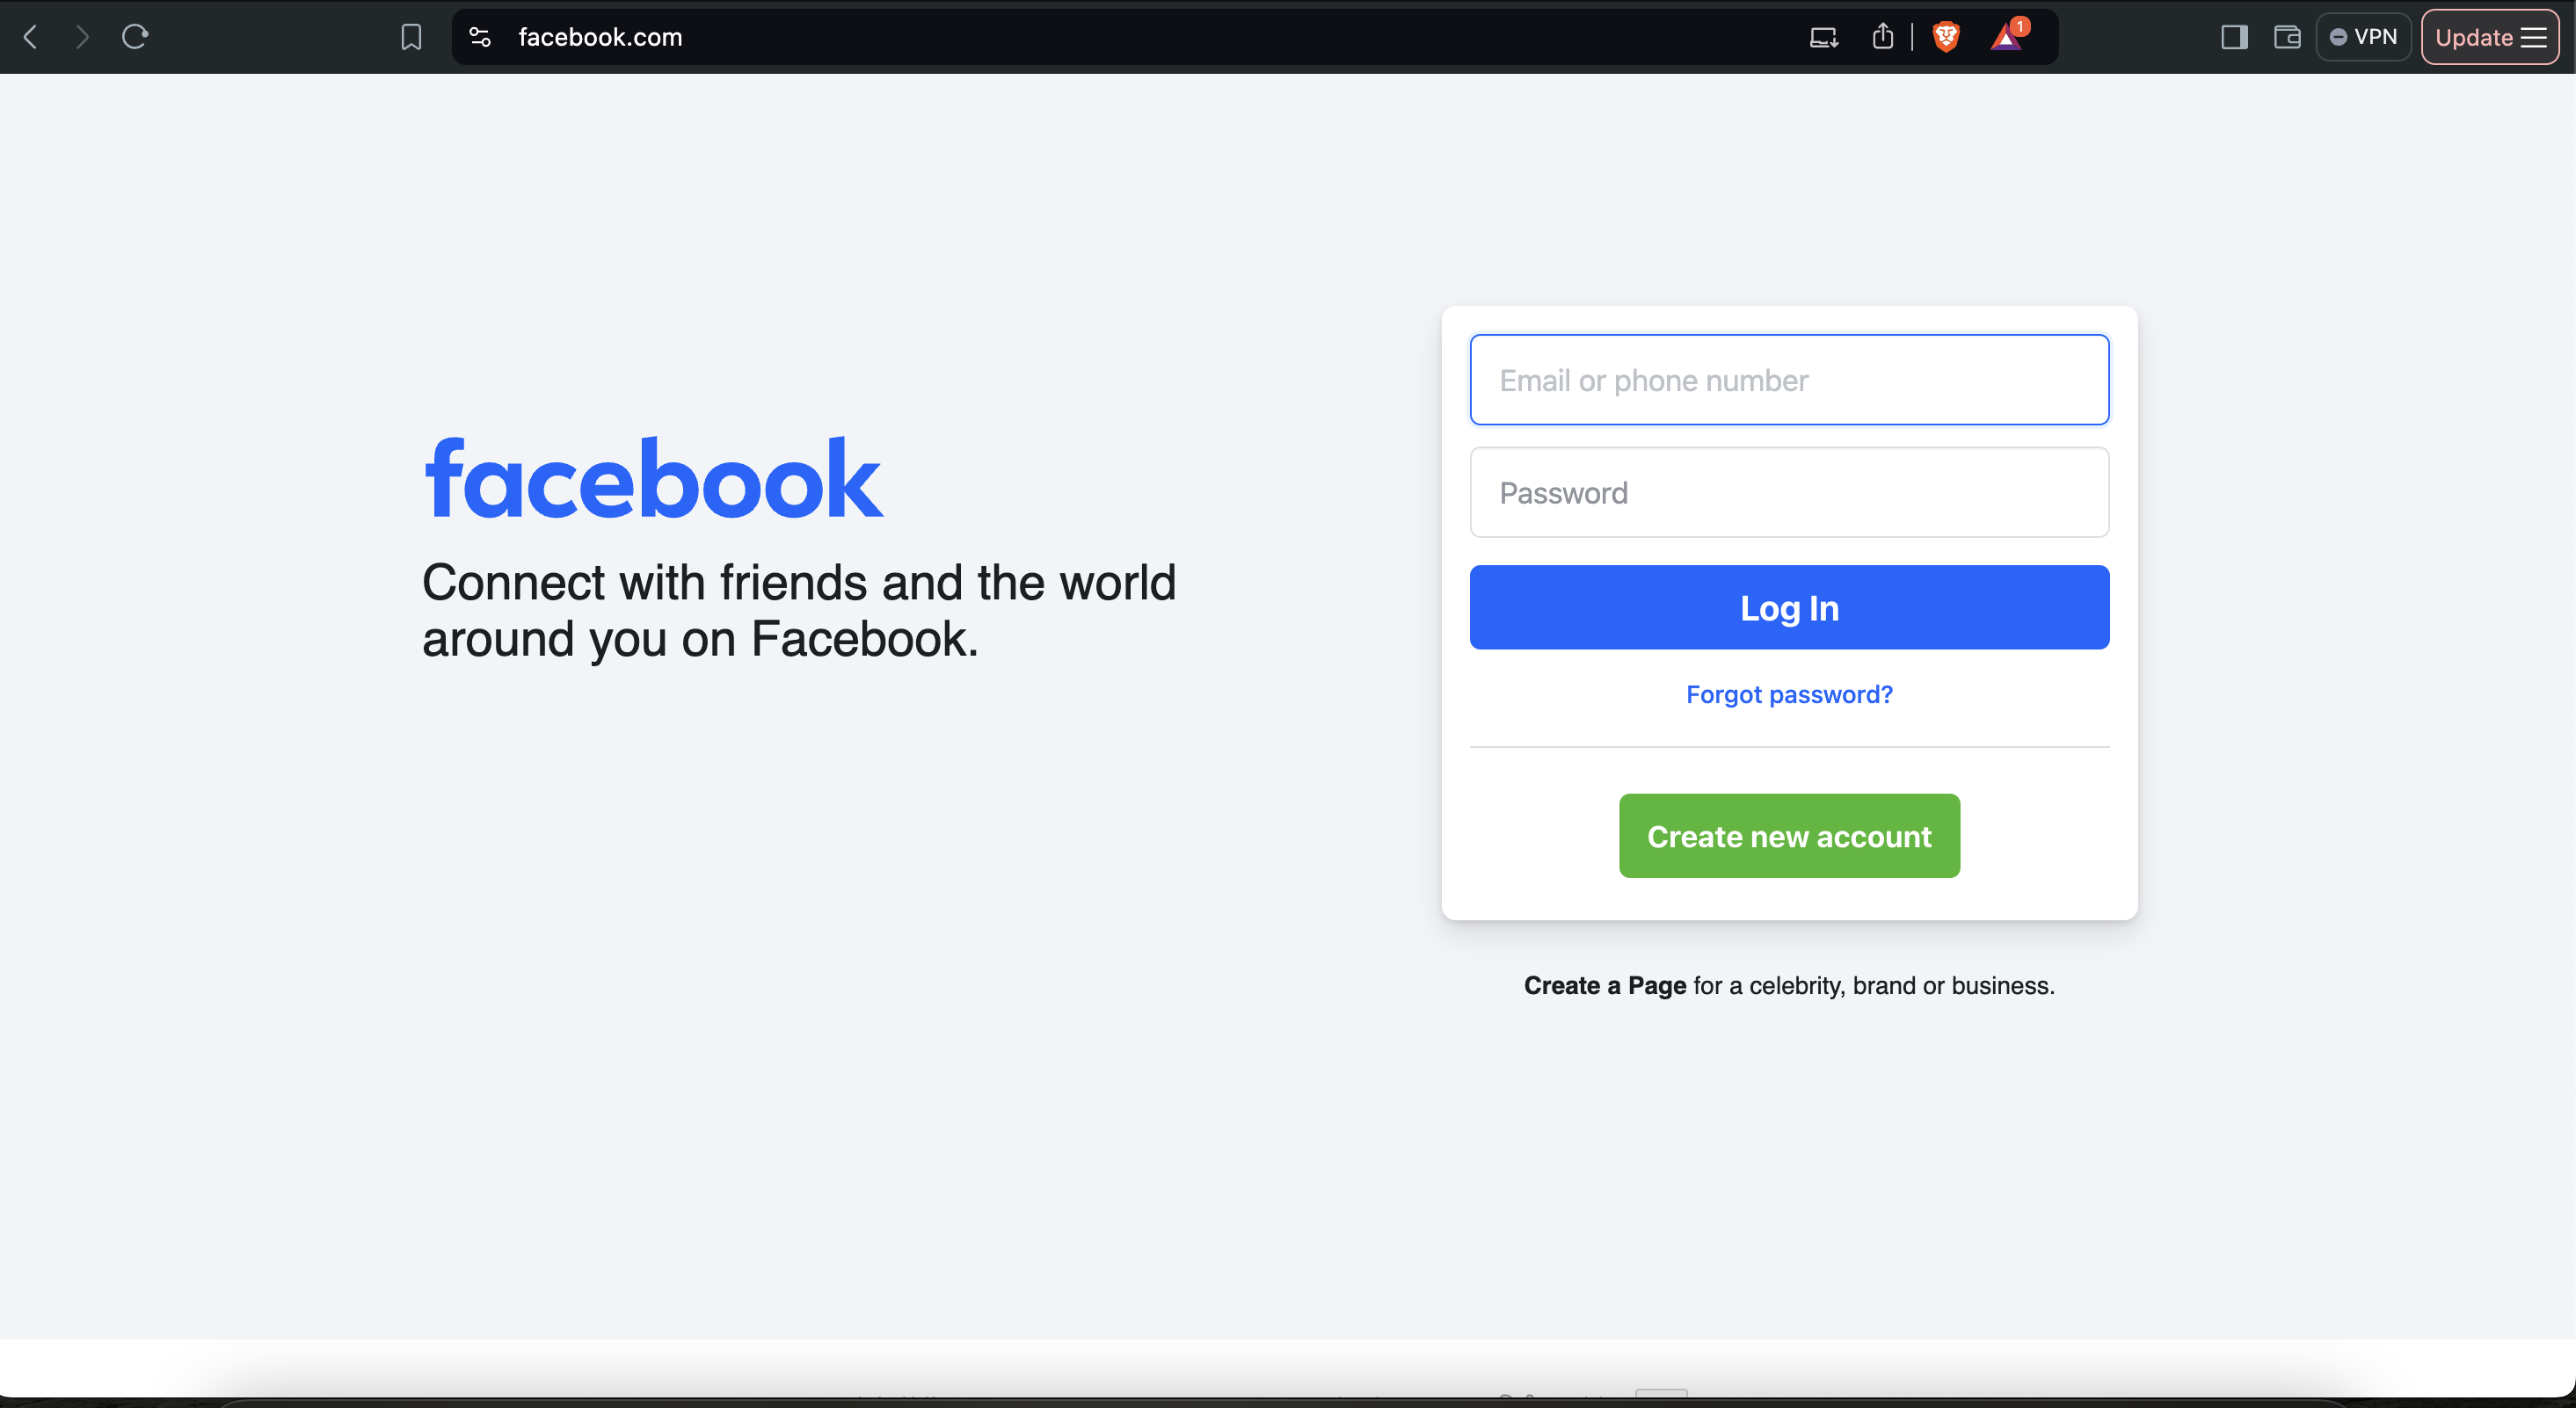 facebook.com
1
VPN
Update
facebook
Connect with friends and the world
around you on Facebook.
Email or phone number
Password
Log In
Forgot password?
Create new account
Create a Page for a celebrity, brand or business.